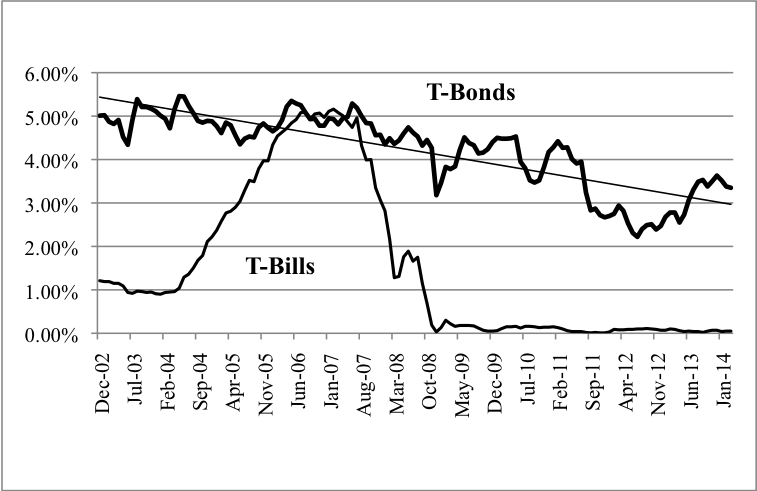 6.00%
5.00%
4.00%
3.00%
2.00%
1.00%
0.00%
T-Bonds
T-Bills
Dec-02
Jul-03
Feb-04
Sep-04
Apr-05
Nov-05
Jun-06
Jan-07
Aug-07
Mar-08
Oct-08
May-09
Dec-09
Jul-10
Feb-11
Sep-11
Apr-12
Nov-12
Jun-13
Jan-14